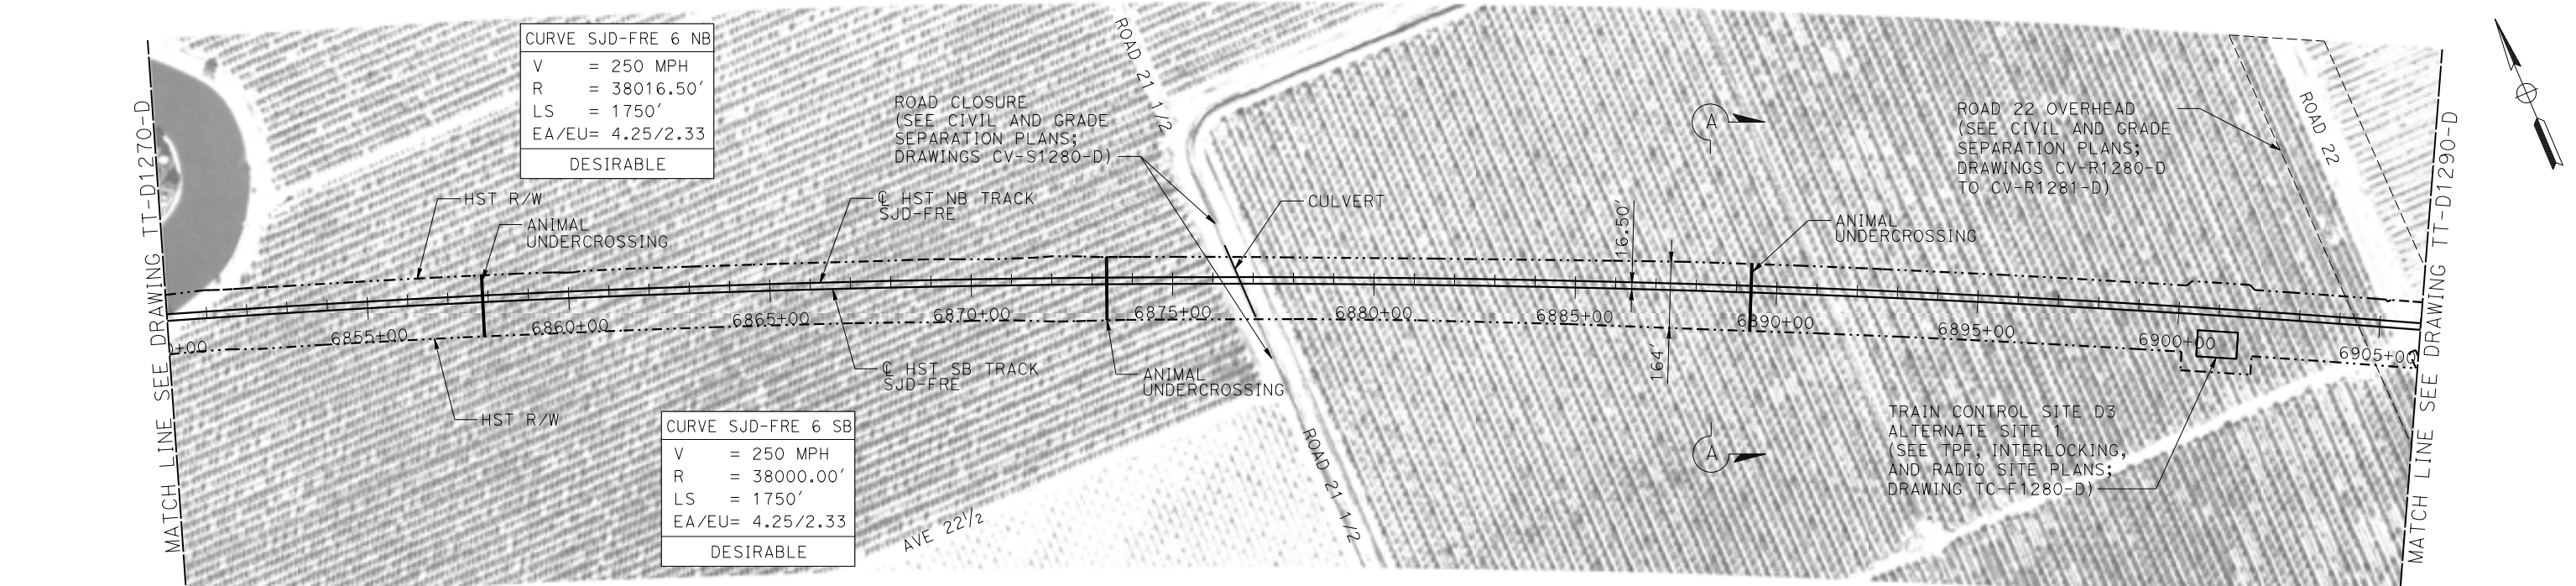 MATCH LINE SEE DRAWING TT-D1270-D
CURVE SJD-FRE 6 NB
V = 250 MPH
R = 38016.50′
LS = 1750′
EA/EU= 4.25/2.33
DESIRABLE
HST R/W
ANIMAL
UNDERCROSSING
℄ HST NB TRACK
SJD-FRE
ROAD CLOSURE
(SEE CIVIL AND GRADE
SEPARATION PLANS;
DRAWINGS CV-S1280-D)
ROAD 21 1/2
CULVERT
16.50′
A
ANIMAL
UNDERCROSSING
ROAD 22 OVERHEAD
(SEE CIVIL AND GRADE
SEPARATION PLANS;
DRAWINGS CV-R1280-D
TO CV-R1281-D)
ROAD 22
MATCH LINE SEE DRAWING TT-D1290-D
+00
6855+00
6860+00
6865+00
6870+00
6875+00
6880+00
6885+00
6890+00
6895+00
6900+00
6905+00
HST R/W
℄ HST SB TRACK
SJD-FRE
ANIMAL
UNDERCROSSING
164′
CURVE SJD-FRE 6 SB
V = 250 MPH
R = 38000.00′
LS = 1750′
EA/EU= 4.25/2.33
DESIRABLE
AVE 22½
ROAD 21 1/2
A
TRAIN CONTROL SITE D3
ALTERNATE SITE 1
(SEE TPF, INTERLOCKING,
AND RADIO SITE PLANS;
DRAWING TC-F1280-D)